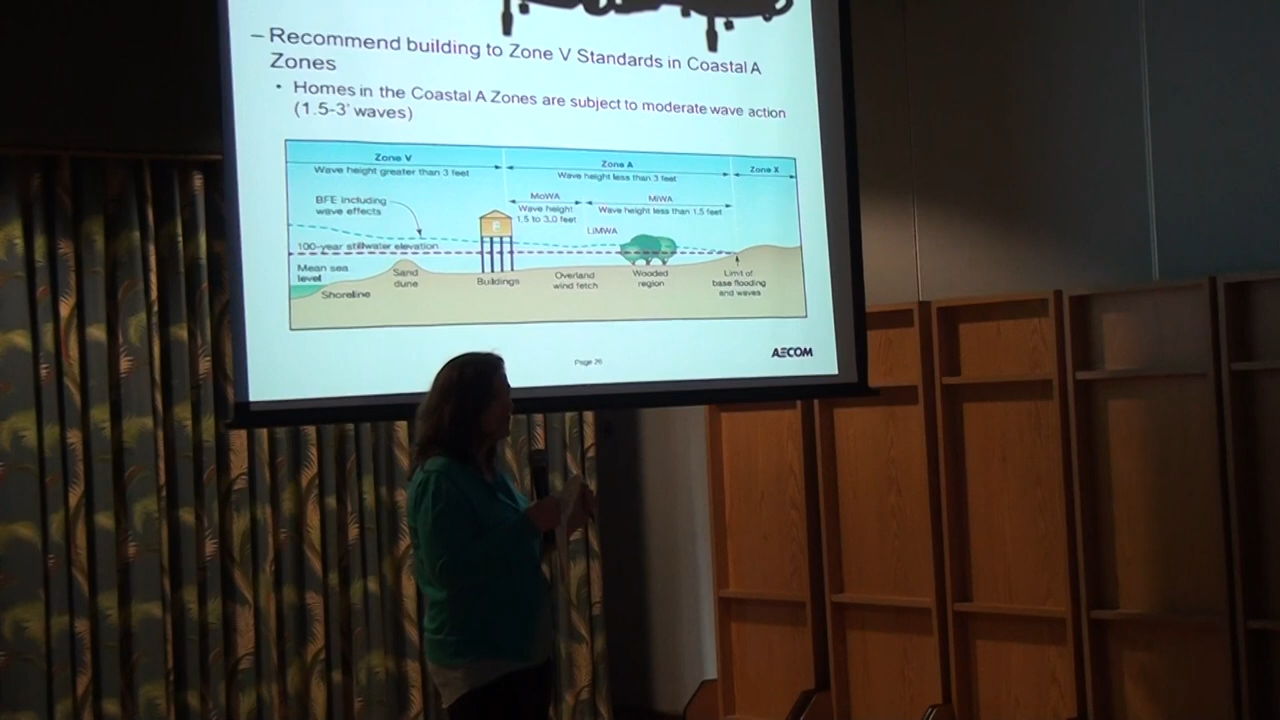 – Recommend building to Zone V Standards in Coastal A
Zones
• Homes in the Coastal A Zones are subject to moderate wave action
(1.5-3' waves)
Zone V
Wave height greater than 3 feet
Zone A
Wave height less than 3 feet
Zone X
BFE including
wave effects
MoWA
Wave height
1.5 to 3.0 feet
MiWA
Wave height less than 1.5 feet
LiMWA
100-year stillwater elevation
Mean sea
level
Shoreline
Sand
dune
Buildings
Overland
wind fetch
Wooded
region
Limit of
base flooding
and waves
Page 26
AECOM